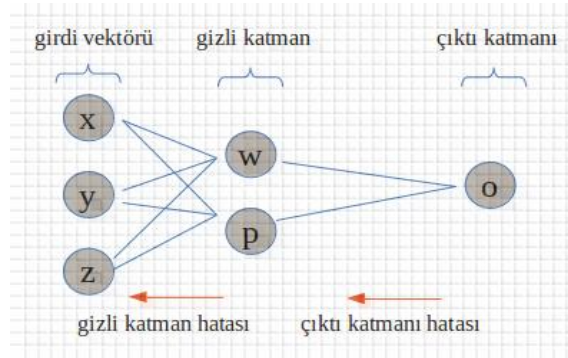 girdi vektörü
gizli katman
çıktı katmanı
x
y
z
w
p
o
gizli katman hatası
çıktı katmanı hatası